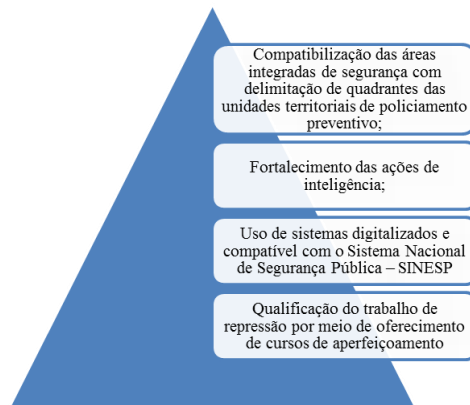 Compatibilização das áreas
integradas de segurança com
delimitação de quadrantes das
unidades territoriais de policiamento
preventivo;
Fortalecimento das ações de
inteligência;
Uso de sistemas digitalizados e
compatível com o Sistema Nacional
de Segurança Pública – SINESP
Qualificação do trabalho de
repressão por meio de oferecimento
de cursos de aperfeiçoamento